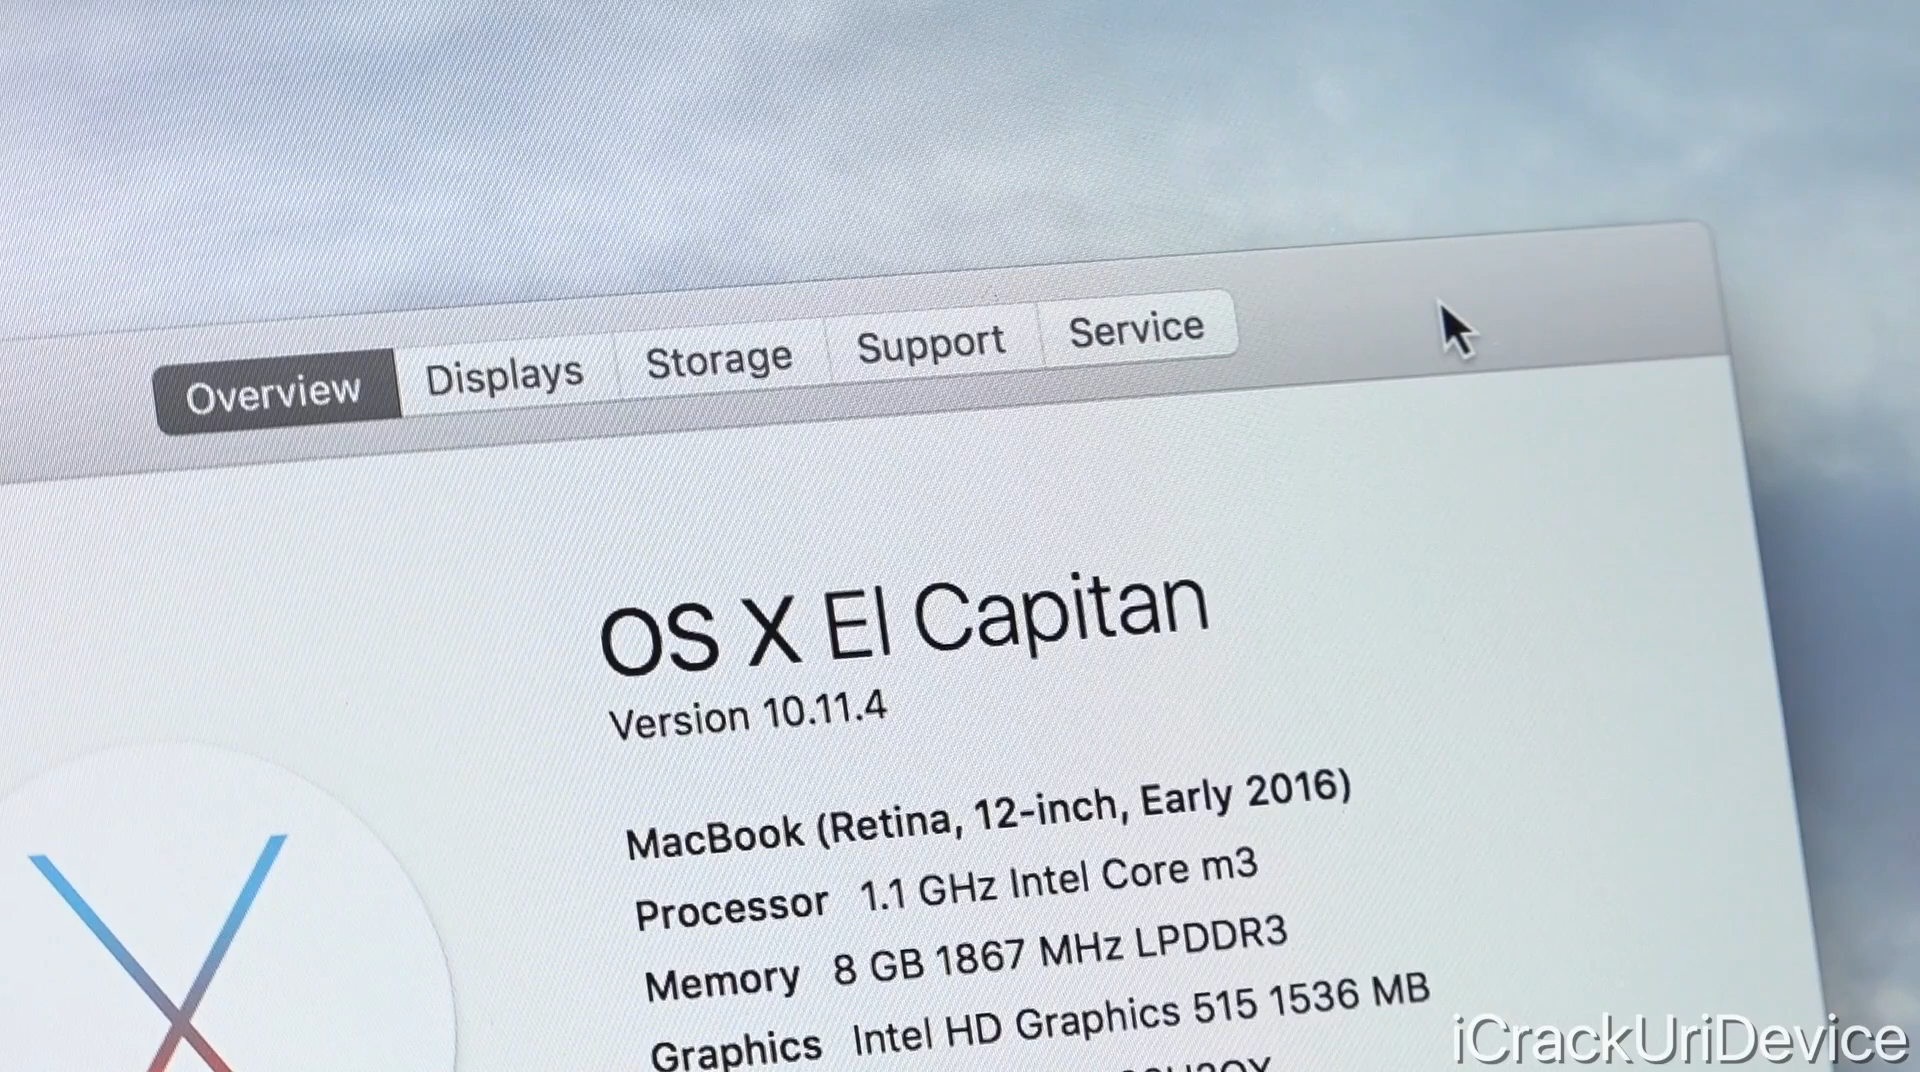 Overview Displays Storage Support Service
OS X El Capitan
Version 10.11.4
MacBook (Retina, 12-inch, Early 2016)
Processor 1.1 GHz Intel Core m3
Memory 8 GB 1867 MHz LPDDR3
Graphics Intel HD Graphics 515 1536 MB
iCrackUriDevice